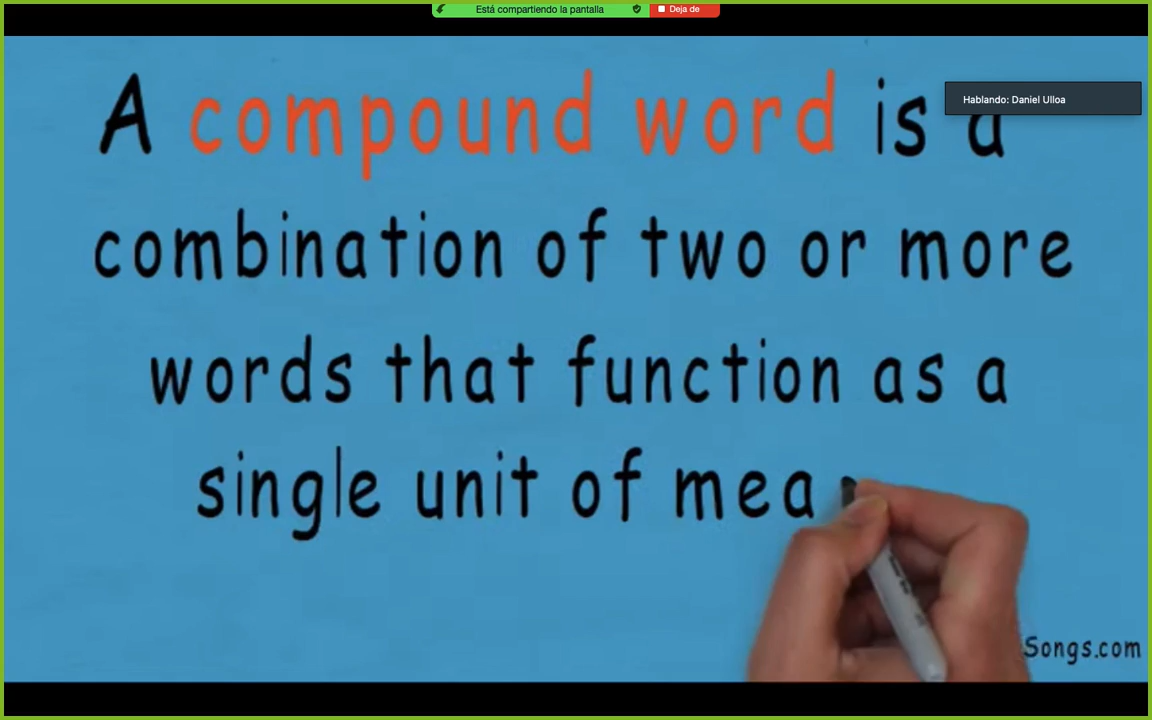 Está compartiendo la pantalla
Deja de
Hablando: Daniel Ulloa
A compound word is a
combination of two or more
words that function as a
single unit of mea
Songs.com